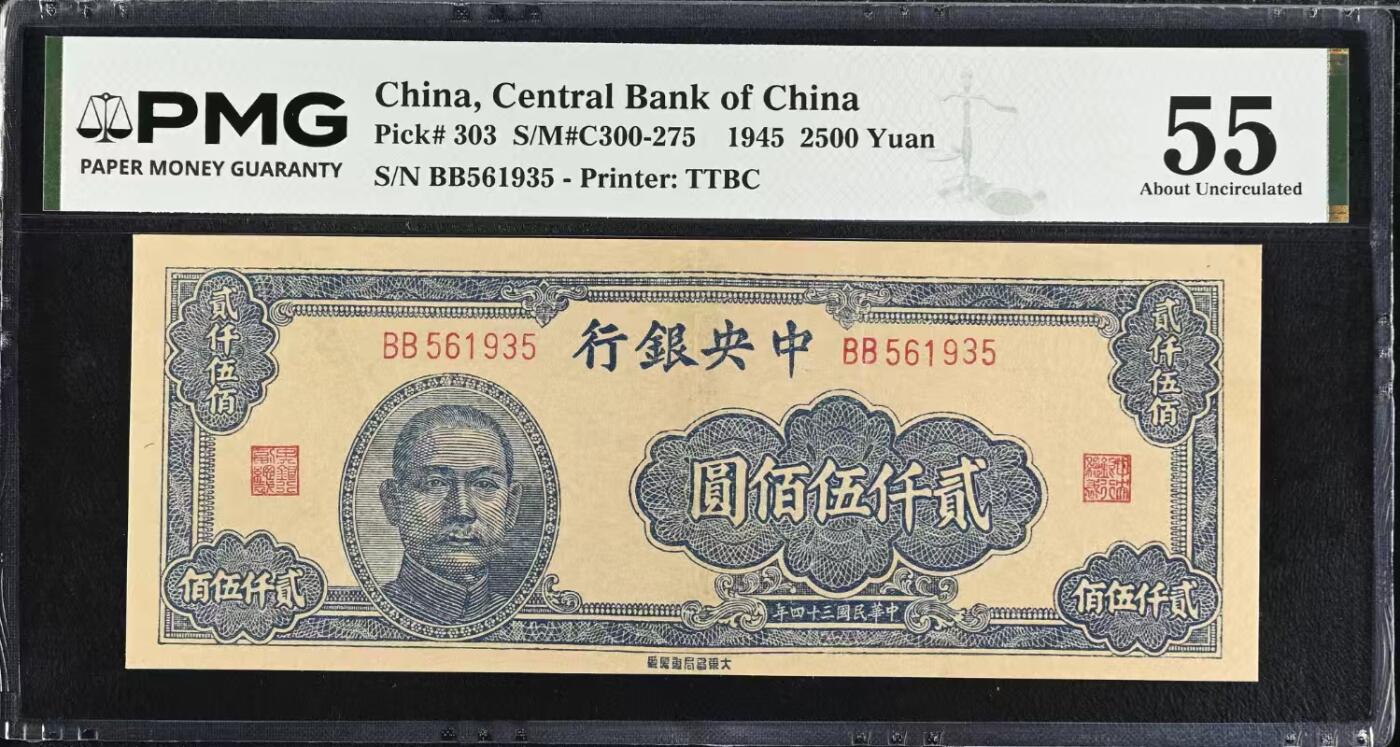 PMG
PAPER MONEY GUARANTY
China, Central Bank of China
Pick# 303 S/M#C300-275 1945 2500 Yuan
S/N BB561935 - Printer: TTBC
55
About Uncirculated
貳仟伍佰
貳仟伍佰
BB 561935
行銀央中
BB 561935
圓佰伍仟貳
佰伍仟貳
佰伍仟貳
年四十三國民華中